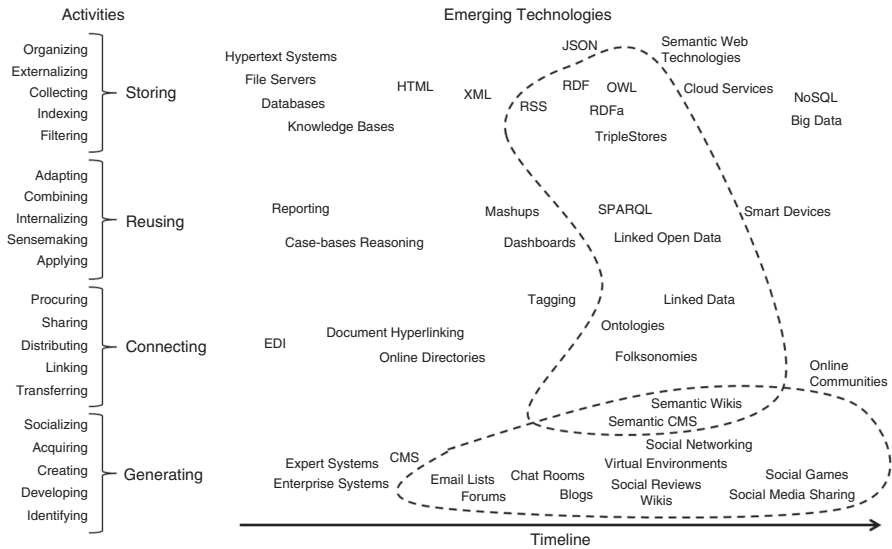 Activities
Emerging Technologies
Organizing
Externalizing
Collecting
Indexing
Filtering
Storing
Hypertext Systems
File Servers
Databases
Knowledge Bases
HTML
XML
JSON
RSS
RDF
OWL
RDFa
TripleStores
Semantic Web
Technologies
Cloud Services
NoSQL
Big Data
Adapting
Combining
Internalizing
Sensemaking
Applying
Reusing
Reporting
Case-bases Reasoning
Mashups
Dashboards
SPARQL
Linked Open Data
Smart Devices
Procuring
Sharing
Distributing
Linking
Transferring
Connecting
EDI
Document Hyperlinking
Online Directories
Tagging
Linked Data
Ontologies
Folksonomies
Online
Communities
Semantic Wikis
Semantic CMS
Socializing
Acquiring
Creating
Developing
Identifying
Generating
Expert Systems
Enterprise Systems
CMS
Email Lists
Forums
Chat Rooms
Blogs
Social Networking
Virtual Environments
Social Reviews
Wikis
Social Games
Social Media Sharing
Timeline